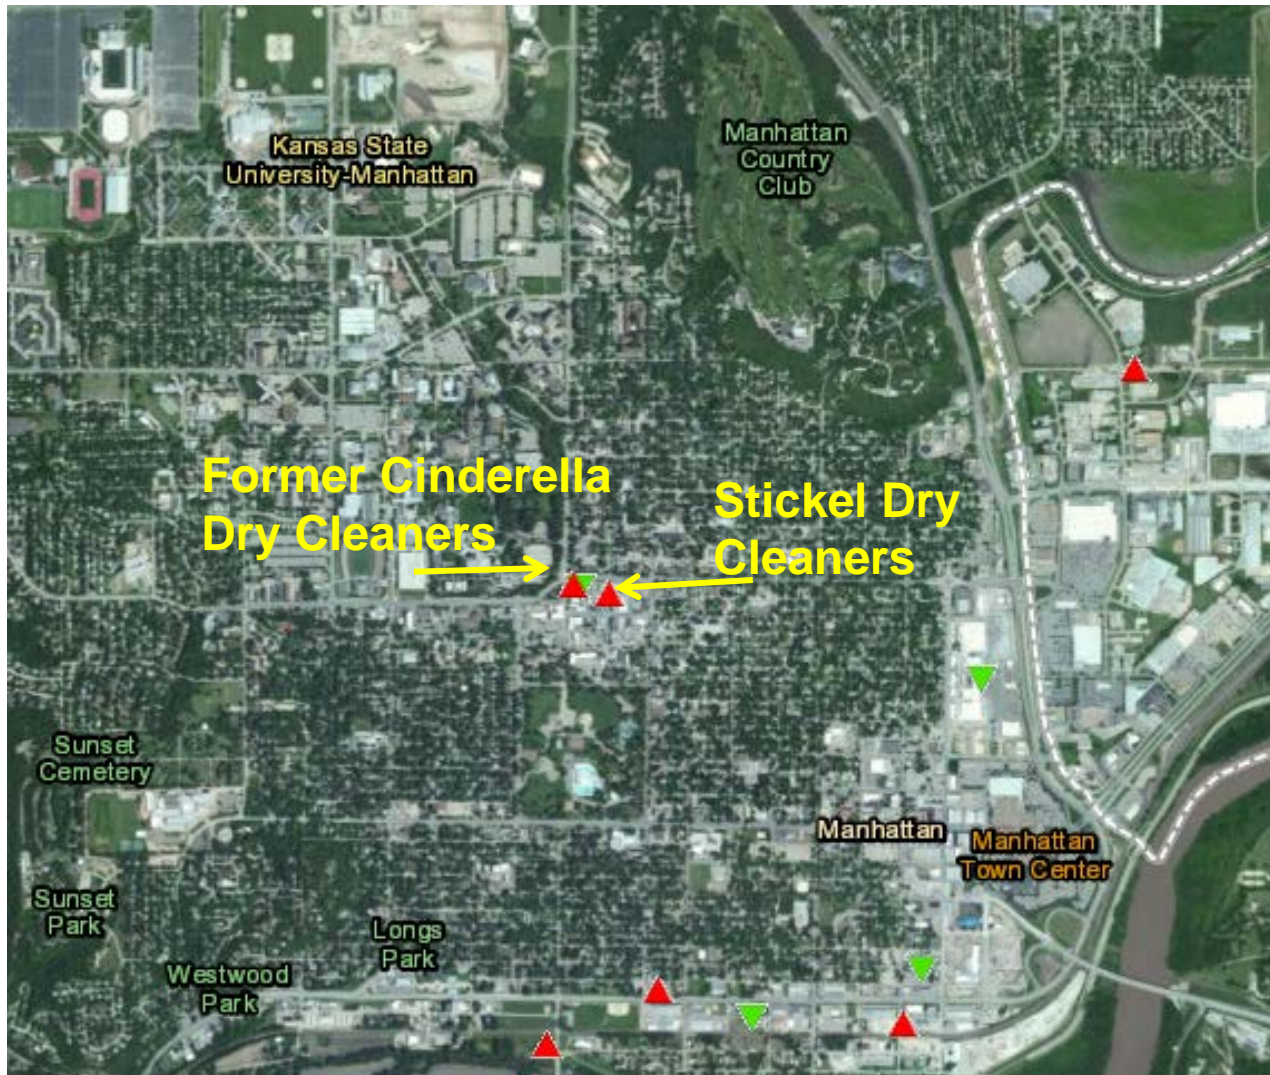 Kansas State
University-Manhattan
Manhattan
Country
Club
Former Cinderella
Dry Cleaners
Stickel Dry
Cleaners
Sunset
Cemetery
Manhattan
Manhattan
Town Center
Sunset
Park
Longs
Park
Westwood
Park